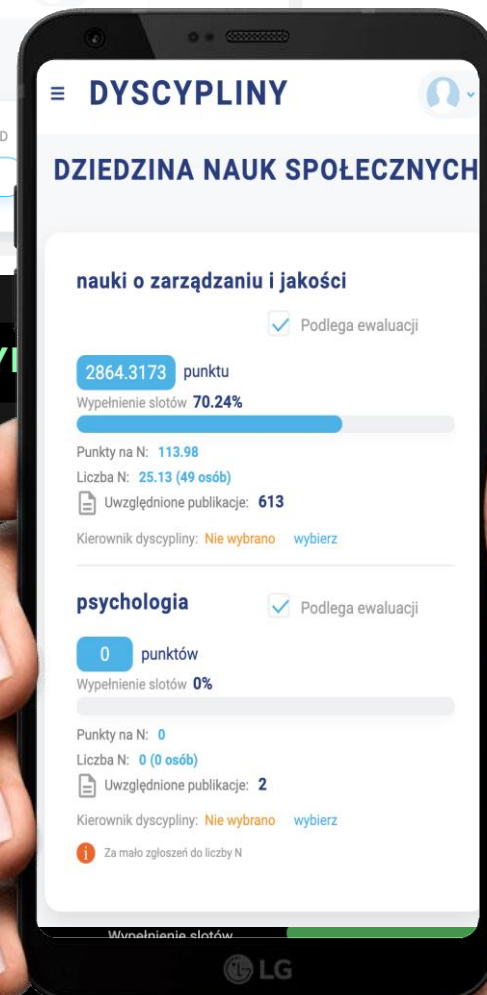 DYSCYPLINY
DZIEDZINA NAUK SPOŁECZNYCH
nauki o zarządzaniu i jakości
Podlega ewaluacji
2864.3173 punktu
Wypełnienie slotów 70.24%
Punkty na N: 113.98
Liczba N: 25.13 (49 osób)
Uwzględnione publikacje: 613
Kierownik dyscypliny: Nie wybrano wybierz
psychologia
Podlega ewaluacji
0 punktów
Wypełnienie slotów 0%
Punkty na N: 0
Liczba N: 0 (0 osób)
Uwzględnione publikacje: 2
Kierownik dyscypliny: Nie wybrano wybierz
Za mało zgłoszeń do liczby N
Wypełnienie slotów
LG